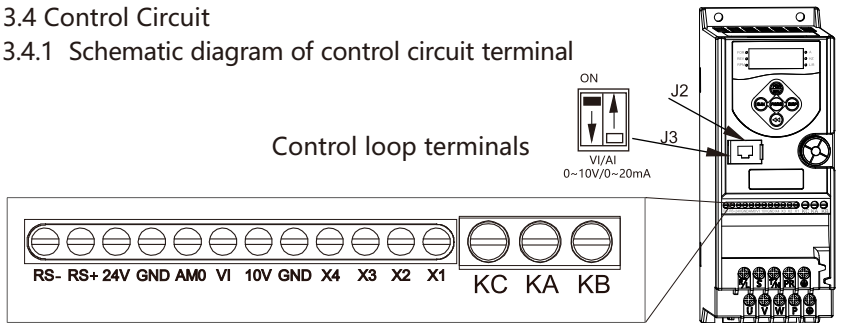 3.4 Control Circuit
3.4.1 Schematic diagram of control circuit terminal
ON
J2
J3
Control loop terminals
VI/AI
0~10V/0~20mA
RS- RS+ 24V GND AM0 VI 10V GND X4 X3 X2 X1
KC KA KB
R/L S T/M PR
U V W P